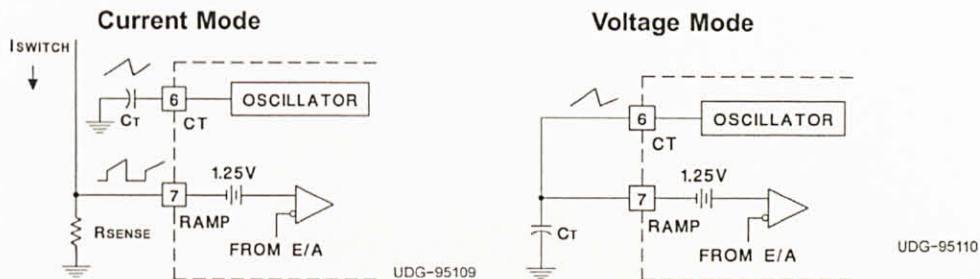 Current Mode
ISWITCH
6
OSCILLATOR
CT
CT
7
1.25V
RAMP
RSENSE
FROM E/A
UDG-95109
Voltage Mode
6
OSCILLATOR
CT
1.25V
7
RAMP
CT
FROM E/A
UDG-95110